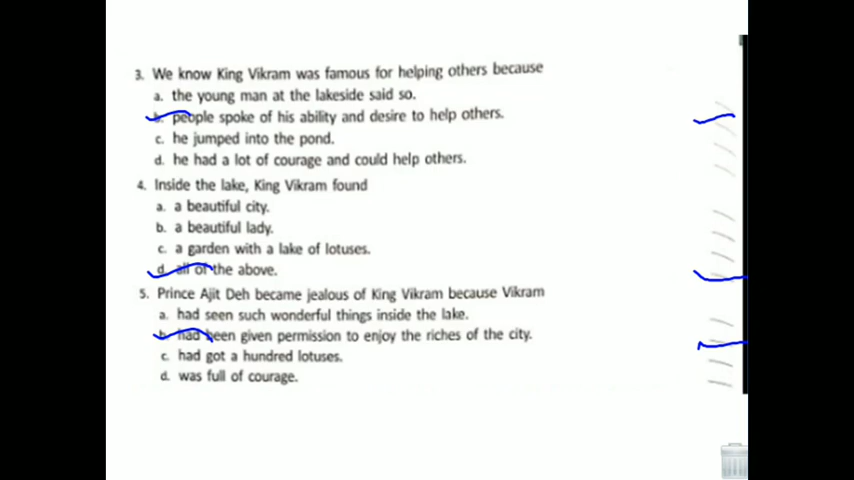 3. We know King Vikram was famous for helping others because
a. the young man at the lakeside said so.
b. people spoke of his ability and desire to help others.
c. he jumped into the pond.
d. he had a lot of courage and could help others.
4. Inside the lake, King Vikram found
a. a beautiful city.
b. a beautiful lady.
c. a garden with a lake of lotuses.
d. all of the above.
5. Prince Ajit Deh became jealous of King Vikram because Vikram
a. had seen such wonderful things inside the lake.
b. had been given permission to enjoy the riches of the city.
c. had got a hundred lotuses.
d. was full of courage.